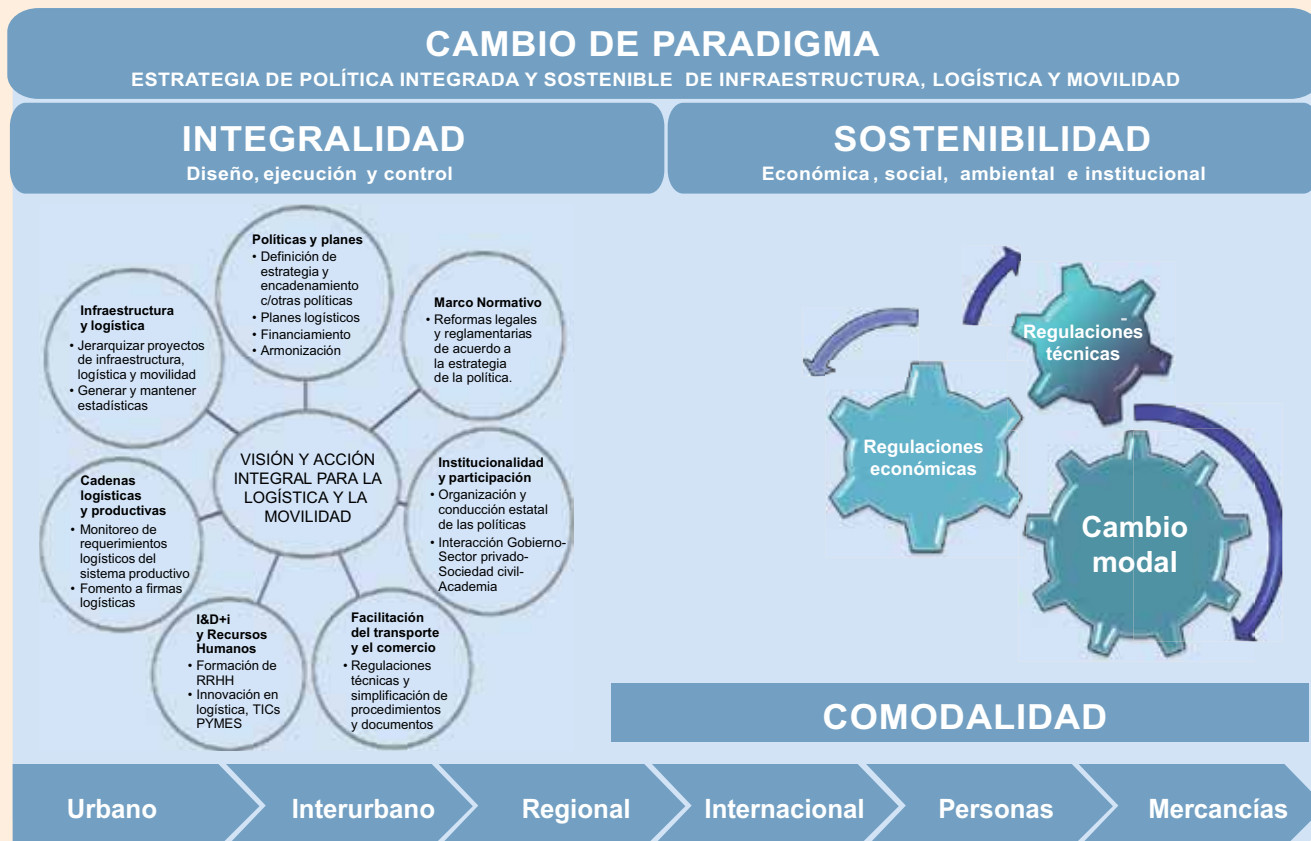 CAMBIO DE PARADIGMA
ESTRATEGIA DE POLÍTICA INTEGRADA Y SOSTENIBLE DE INFRAESTRUCTURA, LOGÍSTICA Y MOVILIDAD
INTEGRALIDAD
Diseño, ejecución y control
SOSTENIBILIDAD
Económica, social, ambiental e institucional
Políticas y planes
• Definición de
estrategia y
encadenamiento
c/otras políticas
• Planes logísticos
• Financiamiento
• Armonización
Marco Normativo
• Reformas legales
y reglamentarias
de acuerdo a
la estrategia
de la política.
Infraestructura
y logística
• Jerarquizar proyectos
de infraestructura,
logística y movilidad
• Generar y mantener
estadísticas
VISIÓN Y ACCIÓN
INTEGRAL PARA LA
LOGÍSTICA Y LA
MOVILIDAD
Institucionalidad
y participación
• Organización y
conducción estatal
de las políticas
• Interacción Gobierno-
Sector privado-
Sociedad civil-
Academia
Cadenas
logísticas
y productivas
• Monitoreo de
requerimientos
logísticos del
sistema productivo
• Fomento a firmas
logísticas
I&D+i
y Recursos
Humanos
• Formación de
RRHH
• Innovación en
logística, TICs
PYMES
Facilitación
del transporte
y el comercio
• Regulaciones
técnicas y
simplificación de
procedimientos
y documentos
Regulaciones
técnicas
Regulaciones
económicas
Cambio
modal
COMODALIDAD
Urbano
Interurbano
Regional
Internacional
Personas
Mercancías